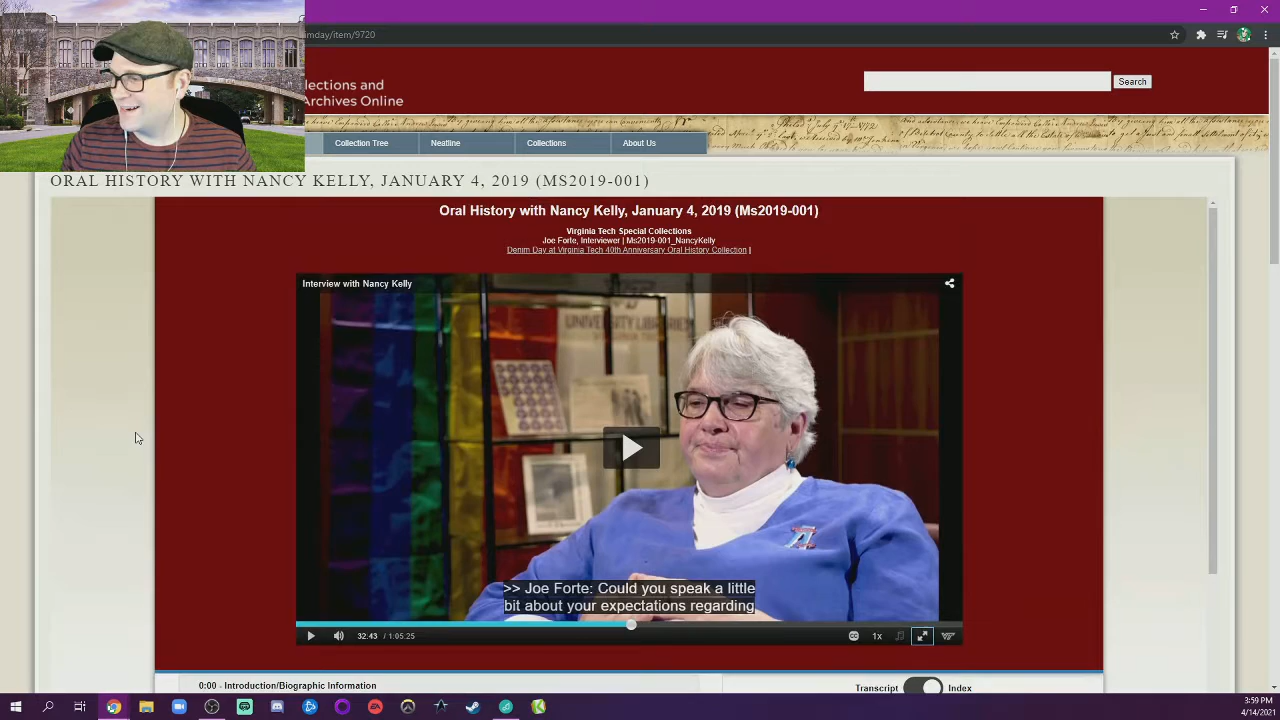 imday/item/9720
lections and
Archives Online
Search
Collection Tree
Neatline
Collections
About Us
ORAL HISTORY WITH NANCY KELLY, JANUARY 4, 2019 (MS2019-001)
Oral History with Nancy Kelly, January 4, 2019 (Ms2019-001)
Virginia Tech Special Collections
Joe Forte, Interviewer | Ms2019-001_NancyKelly
Denim Day at Virginia Tech 40th Anniversary Oral History Collection |
Interview with Nancy Kelly
>> Joe Forte: Could you speak a little
bit about your expectations regarding
32:43 / 1:05:25
CC
1x
0:00 - Introduction/Biographic Information
Transcript
Index
3:59 PM
4/14/2021